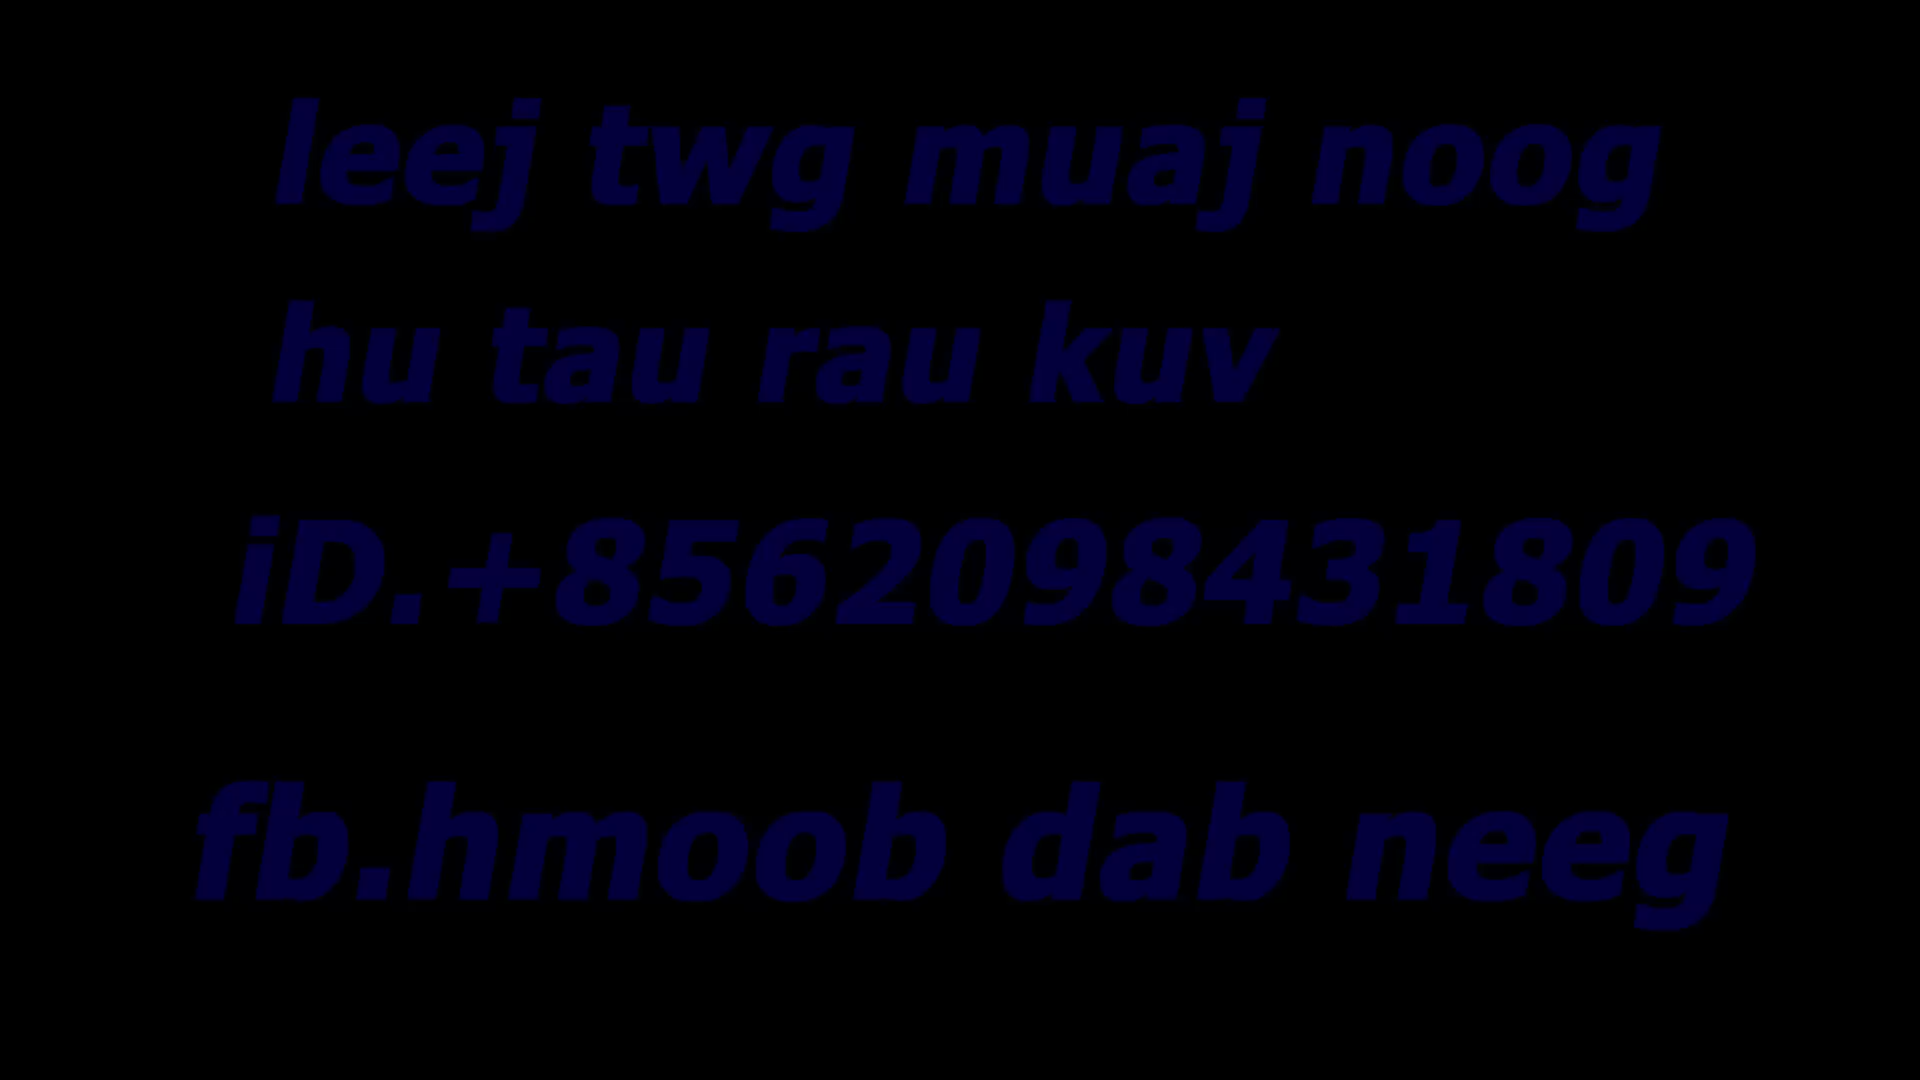 leej twg muaj noog
hu tau rau kuv
iD.+8562098431809
fb.hmoob dab neeg